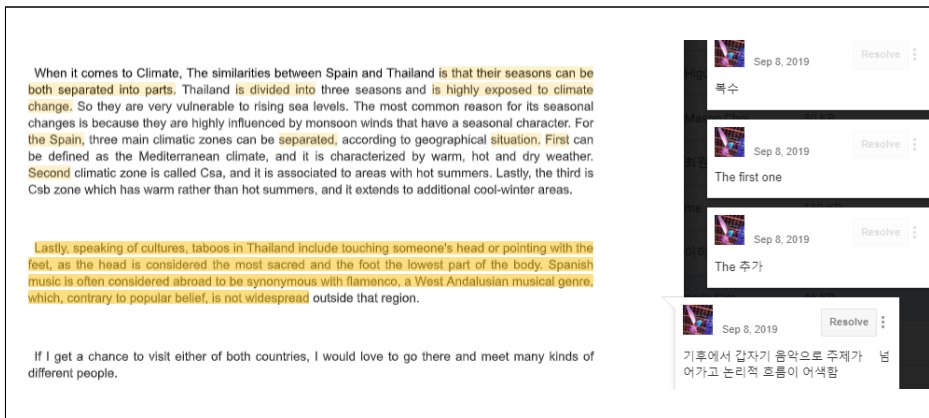 When it comes to Climate, The similarities between Spain and Thailand is that their seasons can be
both separated into parts. Thailand is divided into three seasons and is highly exposed to climate
change. So they are very vulnerable to rising sea levels. The most common reason for its seasonal
changes is because they are highly influenced by monsoon winds that have a seasonal character. For
the Spain, three main climatic zones can be separated, according to geographical situation. First can
be defined as the Mediterranean climate, and it is characterized by warm, hot and dry weather.
Second climatic zone is called Csa, and it is associated to areas with hot summers. Lastly, the third is
Csb zone which has warm rather than hot summers, and it extends to additional cool-winter areas.
Lastly, speaking of cultures, taboos in Thailand include touching someone's head or pointing with the
feet, as the head is considered the most sacred and the foot the lowest part of the body. Spanish
music is often considered abroad to be synonymous with flamenco, a West Andalusian musical genre,
which, contrary to popular belief, is not widespread outside that region.
If I get a chance to visit either of both countries, I would love to go there and meet many kinds of
different people.
Sep 8, 2019
Resolve
복수
Sep 8, 2019
Resolve
The first one
Sep 8, 2019
Resolve
The 추가
Sep 8, 2019
Resolve
기후에서 갑자기 음악으로 주제가 넘
어가고 논리적 흐름이 어색함